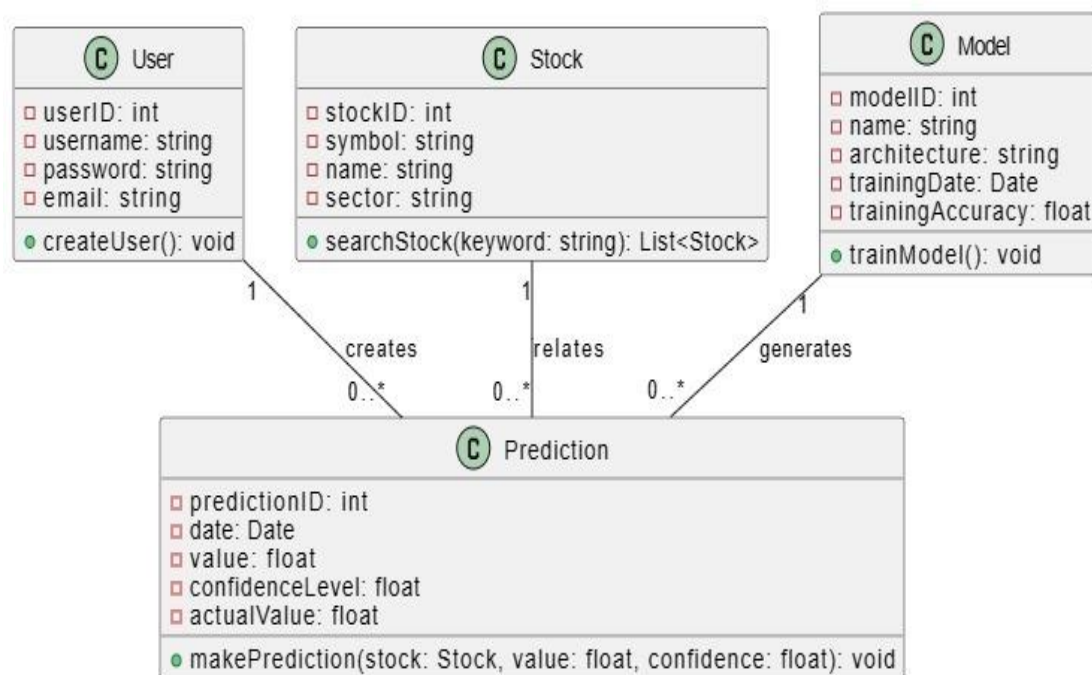 C User
userID: int
username: string
password: string
email: string
createUser(): void
C Stock
stockID: int
symbol: string
name: string
sector: string
searchStock(keyword: string): List<Stock>
C Model
modelID: int
name: string
architecture: string
trainingDate: Date
trainingAccuracy: float
trainModel(): void
1
1
1
creates
relates
generates
0..*
0..*
0..*
C Prediction
predictionID: int
date: Date
value: float
confidenceLevel: float
actualValue: float
makePrediction(stock: Stock, value: float, confidence: float): void